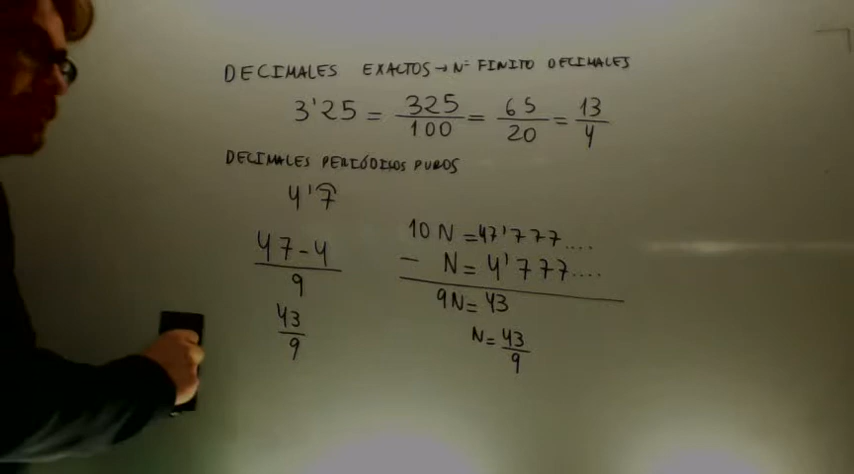 DECIMALES EXACTOS → Nº FINITO DECIMALES
3'25 = 325/100 = 65/20 = 13/4
DECIMALES PERIÓDICOS PUROS
4'7̂
47-4/9
43/9
10 N = 47'777....
- N = 4'777....
9N = 43
N = 43/9